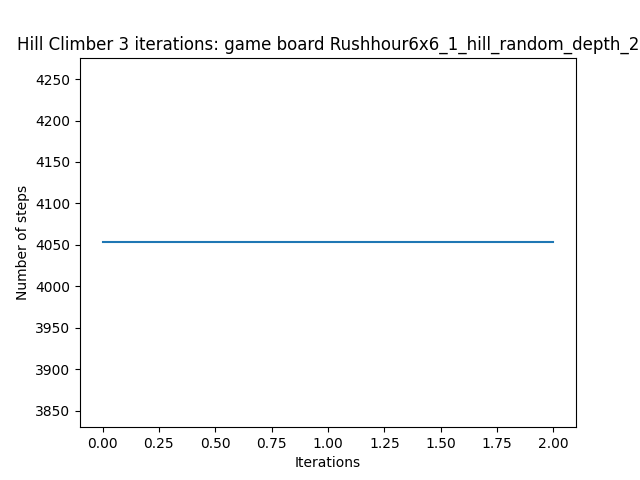 Hill Climber 3 iterations: game board Rushhour6x6_1_hill_random_depth_2
4250
4200
4150
4100
4050
4000
3950
3900
3850
Number of steps
0.00 0.25 0.50 0.75 1.00 1.25 1.50 1.75 2.00
Iterations